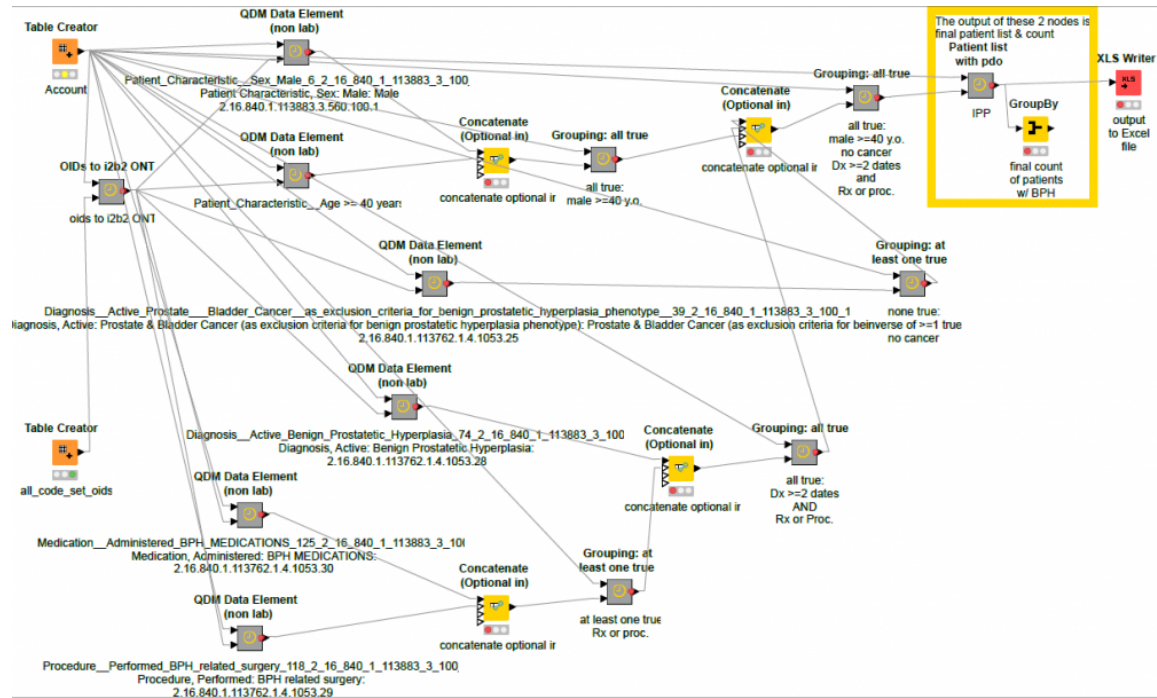 Table Creator
Account
QDM Data Element
(non lab)
Patient_Characteristic__Sex_Male_6_2_16_840_1_113883_3_100_
Patient Characteristic, Sex: Male: Male
2.16.840.1.113883.3.560.100.1
QDM Data Element
(non lab)
Patient_Characteristic__Age >= 40 years
OIDs to i2b2 ONT
oids to i2b2 ONT
Concatenate
(Optional in)
concatenate optional ir
Grouping: all true
all true:
male >=40 y.o.
Concatenate
(Optional in)
concatenate optional ir
Grouping: all true
all true:
male >=40 y.o.
no cancer
Dx >=2 dates
and
Rx or proc.
The output of these 2 nodes is
final patient list & count
Patient list
with pdo
IPP
GroupBy
final count
of patients
w/ BPH
XLS Writer
XLS
output
to Excel
file
QDM Data Element
(non lab)
Diagnosis__Active_Prostate___Bladder_Cancer__as_exclusion_criteria_for_benign_prostatetic_hyperplasia_phenotype__39_2_16_840_1_113883_3_100_1
iagnosis, Active: Prostate & Bladder Cancer (as exclusion criteria for benign prostatetic hyperplasia phenotype): Prostate & Bladder Cancer (as exclusion criteria for be
2.16.840.1.113762.1.4.1053.25
Grouping: at
least one true
none true:
inverse of >=1 true
no cancer
QDM Data Element
(non lab)
Diagnosis__Active_Benign_Prostatetic_Hyperplasia_74_2_16_840_1_113883_3_100
Diagnosis, Active: Benign Prostatetic Hyperplasia:
2.16.840.1.113762.1.4.1053.28
Table Creator
all_code_set_oids
Concatenate
(Optional in)
concatenate optional ir
Grouping: all true
all true:
Dx >=2 dates
AND
Rx or Proc.
QDM Data Element
(non lab)
Medication__Administered_BPH_MEDICATIONS_125_2_16_840_1_113883_3_10
Medication, Administered: BPH MEDICATIONS:
2.16.840.1.113762.1.4.1053.30
Concatenate
(Optional in)
concatenate optional ir
Grouping: at
least one true
at least one true
Rx or proc.
QDM Data Element
(non lab)
Procedure__Performed_BPH_related_surgery_118_2_16_840_1_113883_3_100_
Procedure, Performed: BPH related surgery:
2.16.840.1.113762.1.4.1053.29